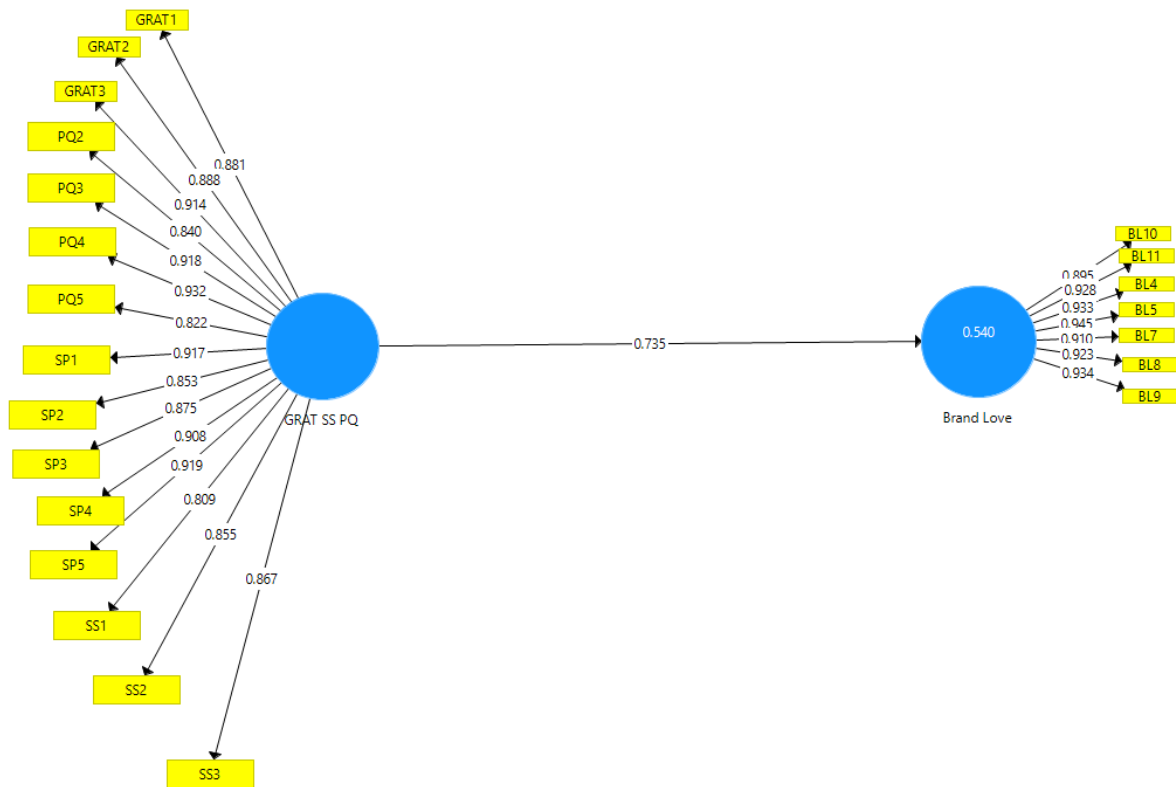 GRAT1
GRAT2
GRAT3
PQ2
PQ3
PQ4
PQ5
SP1
SP2
SP3
SP4
SP5
SS1
SS2
SS3
0.881
0.888
0.914
0.840
0.918
0.932
0.822
0.917
0.853
0.875
0.908
0.919
0.809
0.855
0.867
GRAT SS PQ
0.735
0.540
Brand Love
0.895
0.928
0.933
0.945
0.910
0.923
0.934
BL10
BL11
BL4
BL5
BL7
BL8
BL9